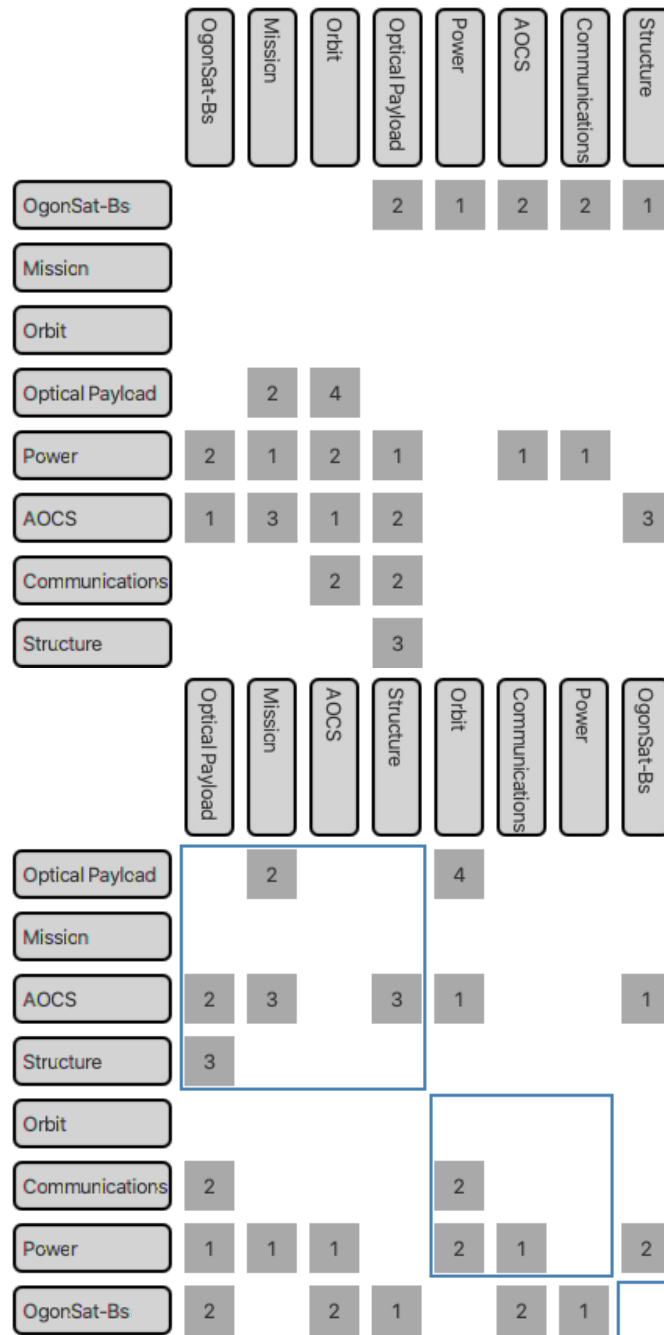 OgonSat-Bs Mission Orbit Optical Payload Power AOCS Communications Structure
OgonSat-Bs 2 1 2 2 1
Mission
Orbit
Optical Payload 2 4
Power 2 1 2 1 1 1
AOCS 1 3 1 2 3
Communications 2 2
Structure 3
Optical Payload Mission AOCS Structure Orbit Communications Power OgonSat-Bs
Optical Payload 2 4
Mission
AOCS 2 3 3 1 1
Structure 3
Orbit
Communications 2 2
Power 1 1 1 2 1 2
OgonSat-Bs 2 2 1 2 1